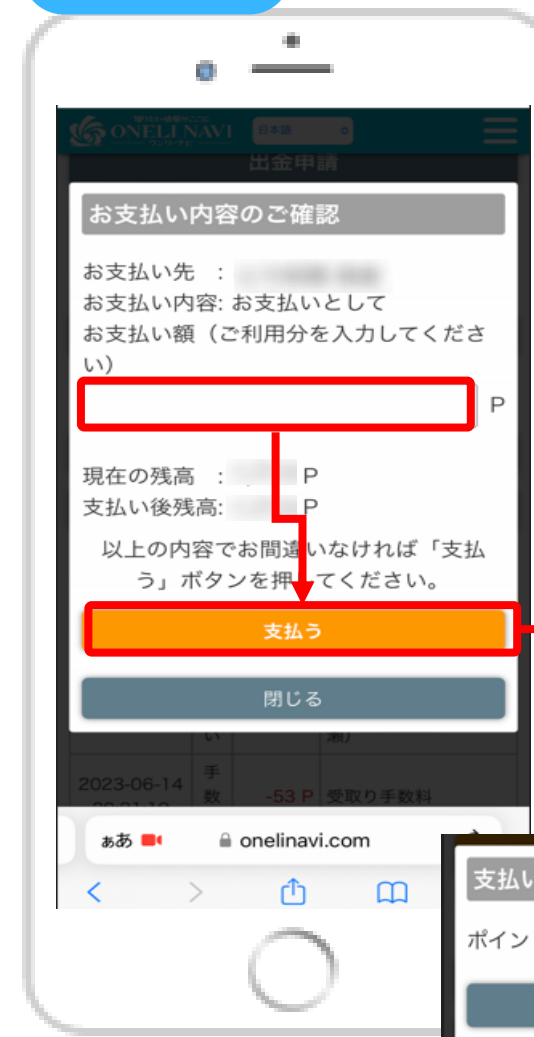 ONELI NAVI
日本語
出金申請
お支払い内容のご確認
お支払い先 :
お支払い内容: お支払いとして
お支払い額（ご利用分を入力してくださ
い）
P
現在の残高 : P
支払い後残高: P
以上の内容でお間違いなければ「支払
う」ボタンを押してください。
支払う
閉じる
い
2023-06-14
手
数
-53 P 受取り手数料
ぁあ
onelinavi.com
支払い
ポイン